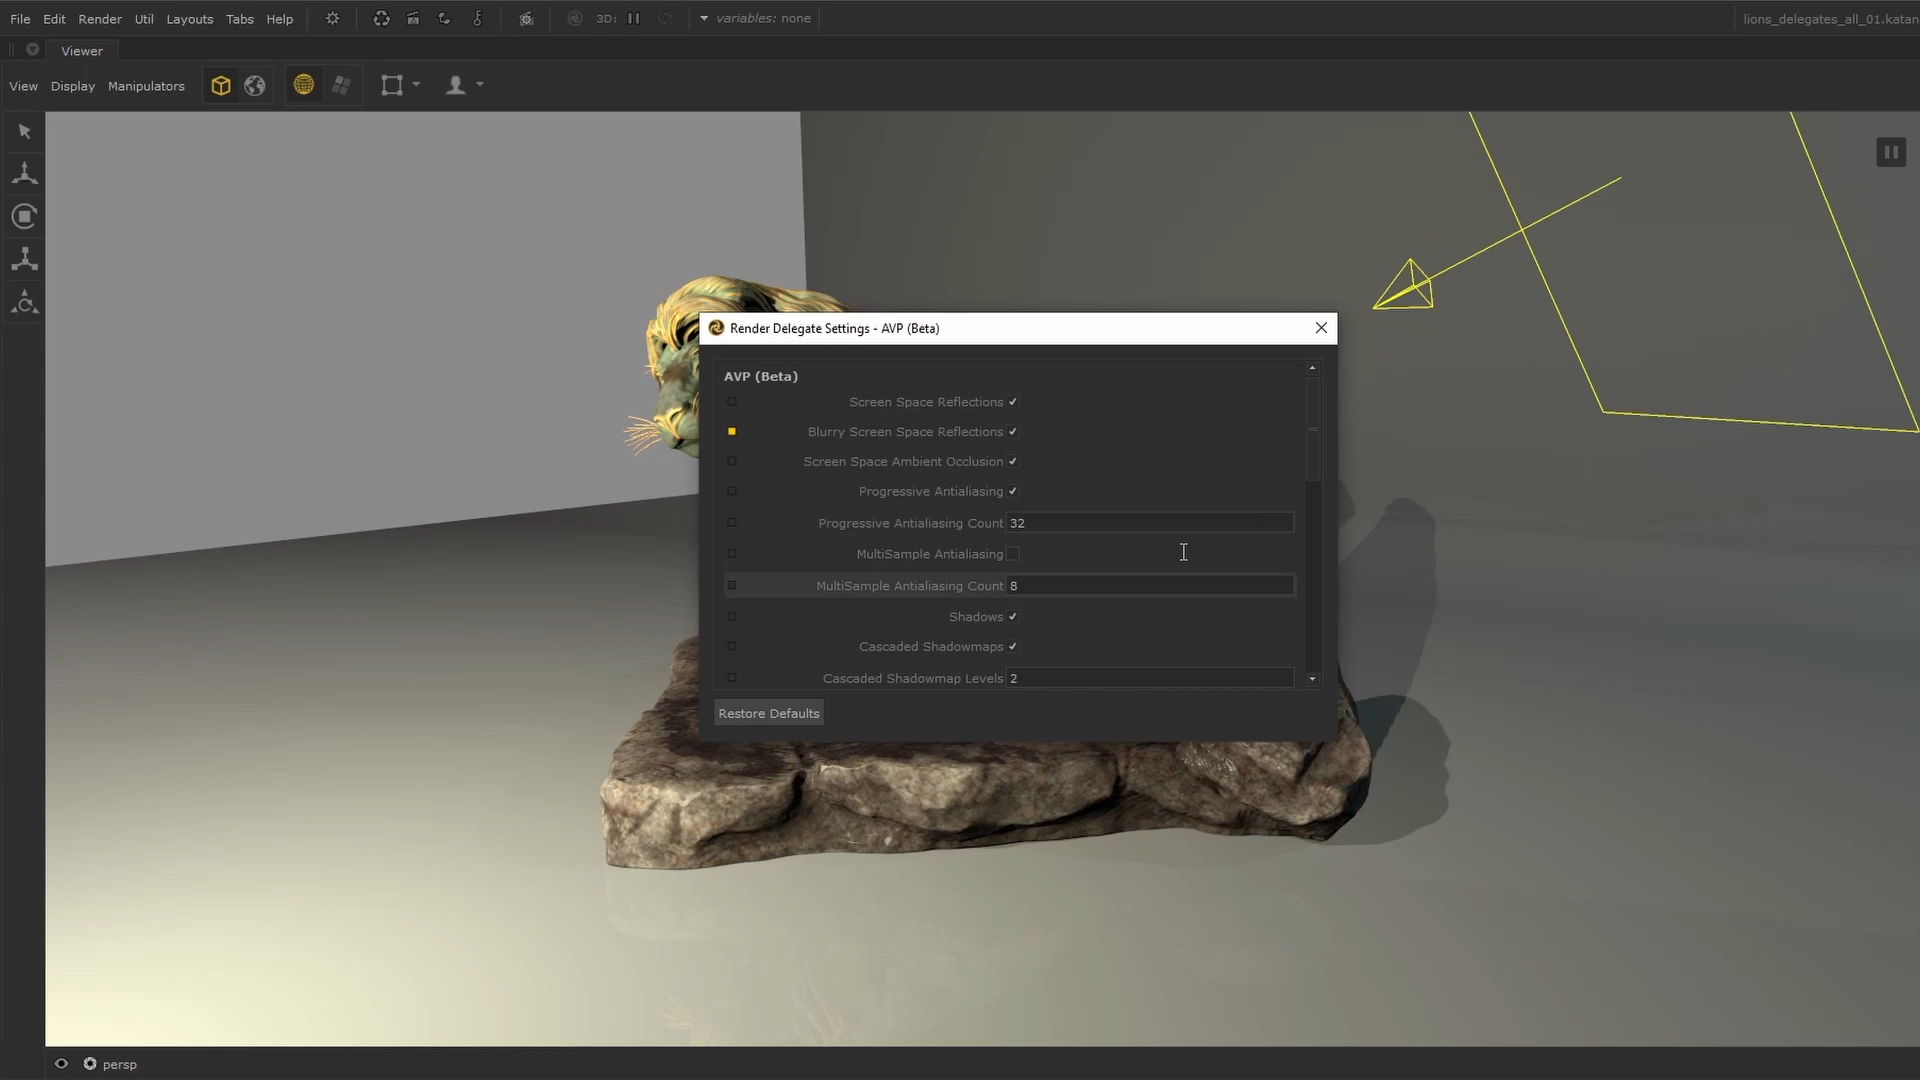 File Edit Render Util Layouts Tabs Help 3D: variables: none lions_delegates_all_01.katan
Viewer
View Display Manipulators
Render Delegate Settings - AVP (Beta)
AVP (Beta)
Screen Space Reflections
Blurry Screen Space Reflections
Screen Space Ambient Occlusion
Progressive Antialiasing
Progressive Antialiasing Count 32
MultiSample Antialiasing
MultiSample Antialiasing Count 8
Shadows
Cascaded Shadowmaps
Cascaded Shadowmap Levels 2
Restore Defaults
persp